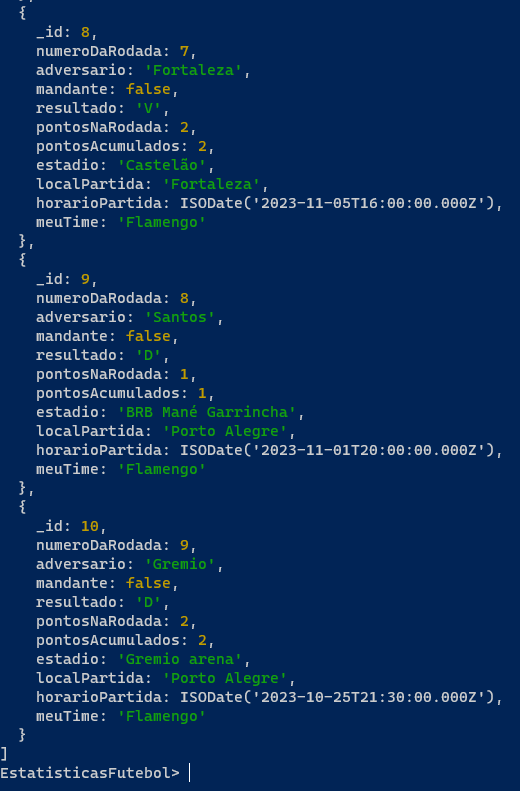 {
_id: 8,
numeroDaRodada: 7,
adversario: 'Fortaleza',
mandante: false,
resultado: 'V',
pontosNaRodada: 2,
pontosAcumulados: 2,
estadio: 'Castelão',
localPartida: 'Fortaleza',
horarioPartida: ISODate('2023-11-05T16:00:00.000Z'),
meuTime: 'Flamengo'
},
{
_id: 9,
numeroDaRodada: 8,
adversario: 'Santos',
mandante: false,
resultado: 'D',
pontosNaRodada: 1,
pontosAcumulados: 1,
estadio: 'BRB Mané Garrincha',
localPartida: 'Porto Alegre',
horarioPartida: ISODate('2023-11-01T20:00:00.000Z'),
meuTime: 'Flamengo'
},
{
_id: 10,
numeroDaRodada: 9,
adversario: 'Gremio',
mandante: false,
resultado: 'D',
pontosNaRodada: 2,
pontosAcumulados: 2,
estadio: 'Gremio arena',
localPartida: 'Porto Alegre',
horarioPartida: ISODate('2023-10-25T21:30:00.000Z'),
meuTime: 'Flamengo'
}
]
EstatisticasFutebol>